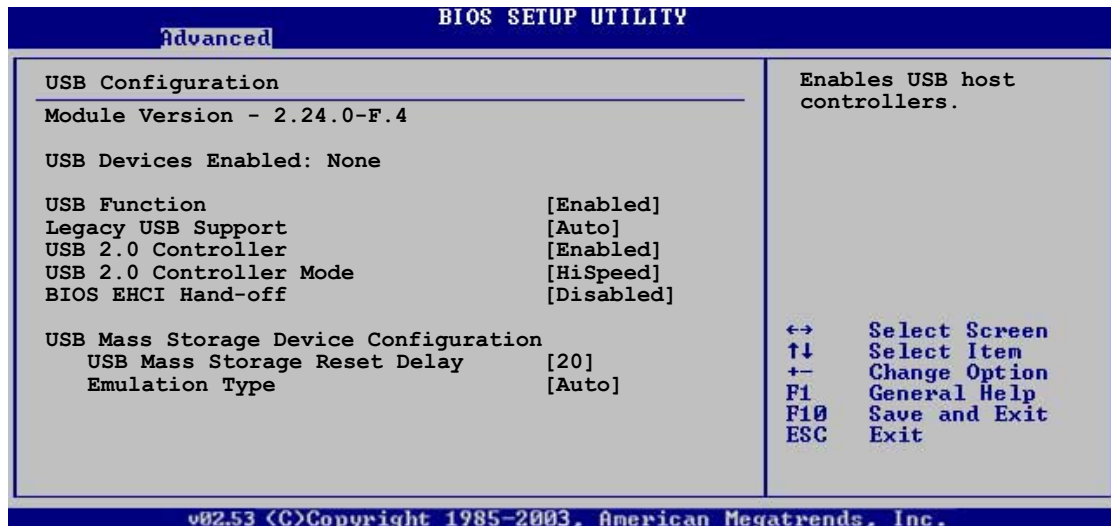 BIOS SETUP UTILITY
Advanced
USB Configuration
Module Version - 2.24.0-F.4
USB Devices Enabled: None
USB Function [Enabled]
Legacy USB Support [Auto]
USB 2.0 Controller [Enabled]
USB 2.0 Controller Mode [HiSpeed]
BIOS EHCI Hand-off [Disabled]
USB Mass Storage Device Configuration
USB Mass Storage Reset Delay [20]
Emulation Type [Auto]
Enables USB host
controllers.
←→ Select Screen
↑↓ Select Item
+- Change Option
F1 General Help
F10 Save and Exit
ESC Exit
v02.53 (C)Copyright 1985-2003, American Megatrends, Inc.